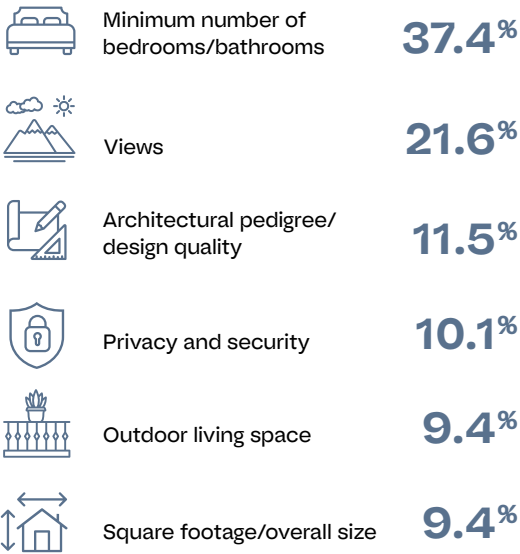 Minimum number of
bedrooms/bathrooms
37.4%
Views
21.6%
Architectural pedigree/
design quality
11.5%
Privacy and security
10.1%
Outdoor living space
9.4%
Square footage/overall size
9.4%